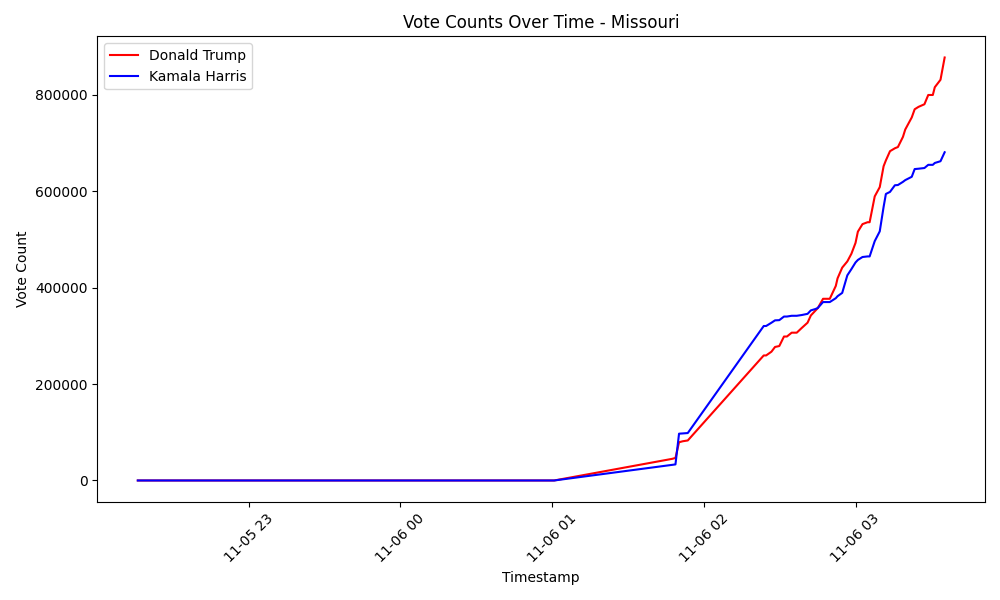 Vote Counts Over Time - Missouri
Donald Trump
Kamala Harris
Vote Count
800000
600000
400000
200000
0
11-05 23
11-06 00
11-06 01
11-06 02
11-06 03
Timestamp